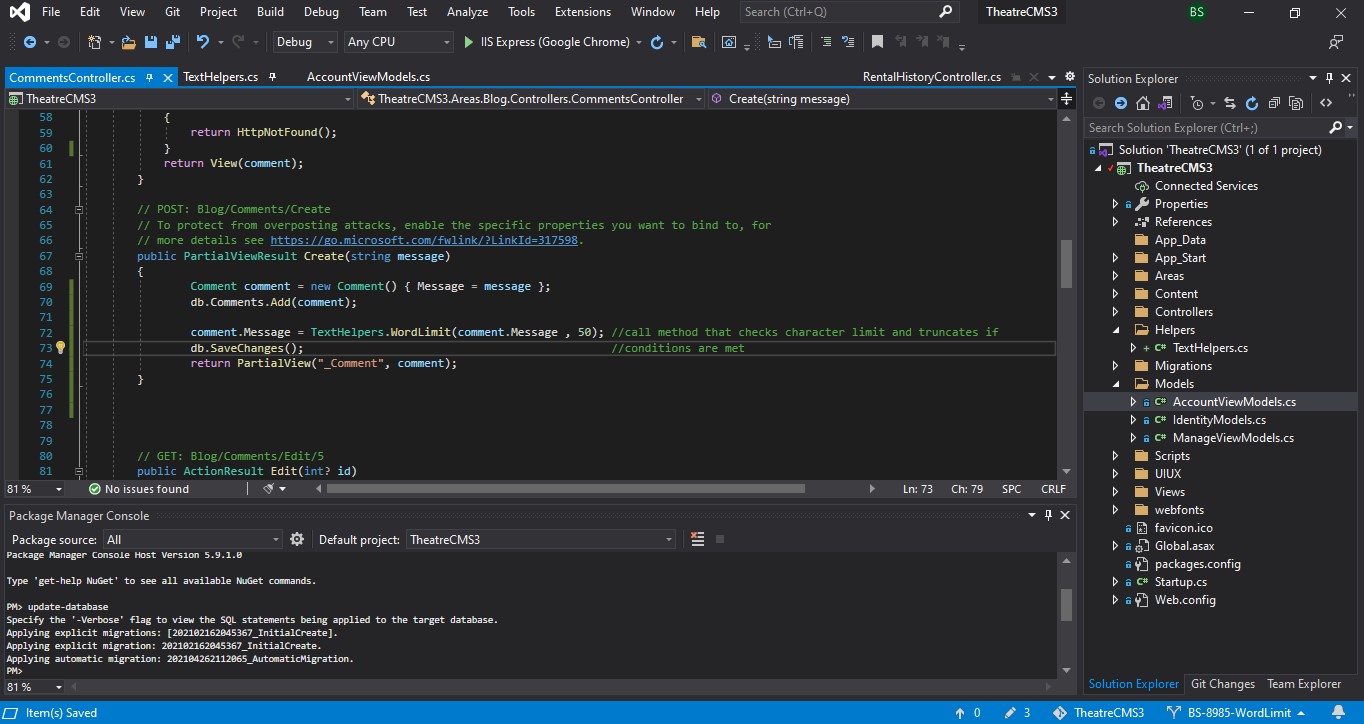 File Edit View Git Project Build Debug Team Test Analyze Tools Extensions Window Help Search (Ctrl+Q) TheatreCMS3 BS
Debug Any CPU IIS Express (Google Chrome)
CommentsController.cs TextHelpers.cs AccountViewModels.cs RentalHistoryController.cs
TheatreCMS3 TheatreCMS3.Areas.Blog.Controllers.CommentsController Create(string message)
58 {
59 return HttpNotFound();
60 }
61 return View(comment);
62 }
63
64 // POST: Blog/Comments/Create
65 // To protect from overposting attacks, enable the specific properties you want to bind to, for
66 // more details see https://go.microsoft.com/fwlink/?LinkId=317598.
67 public PartialViewResult Create(string message)
68 {
69 Comment comment = new Comment() { Message = message };
70 db.Comments.Add(comment);
71
72 comment.Message = TextHelpers.WordLimit(comment.Message , 50); //call method that checks character limit and truncates if
73 db.SaveChanges(); //conditions are met
74 return PartialView("_Comment", comment);
75 }
76
77
78
79
80 // GET: Blog/Comments/Edit/5
81 public ActionResult Edit(int? id)
81 % No issues found Ln: 73 Ch: 79 SPC CRLF
Package Manager Console
Package source: All Default project: TheatreCMS3
Package Manager Console Host Version 5.9.1.0
Type 'get-help NuGet' to see all available NuGet commands.
PM> update-database
Specify the '-Verbose' flag to view the SQL statements being applied to the target database.
Applying explicit migrations: [202102162045367_InitialCreate].
Applying explicit migration: 202102162045367_InitialCreate.
Applying automatic migration: 202104262112065_AutomaticMigration.
PM>
81 %
Solution Explorer
Search Solution Explorer (Ctrl+;)
Solution 'TheatreCMS3' (1 of 1 project)
TheatreCMS3
Connected Services
Properties
References
App_Data
App_Start
Areas
Content
Controllers
Helpers
C# TextHelpers.cs
Migrations
Models
C# AccountViewModels.cs
C# IdentityModels.cs
C# ManageViewModels.cs
Scripts
UIUX
Views
webfonts
favicon.ico
Global.asax
packages.config
C# Startup.cs
Web.config
Solution Explorer Git Changes Team Explorer
Item(s) Saved 0 3 TheatreCMS3 BS-8985-WordLimit